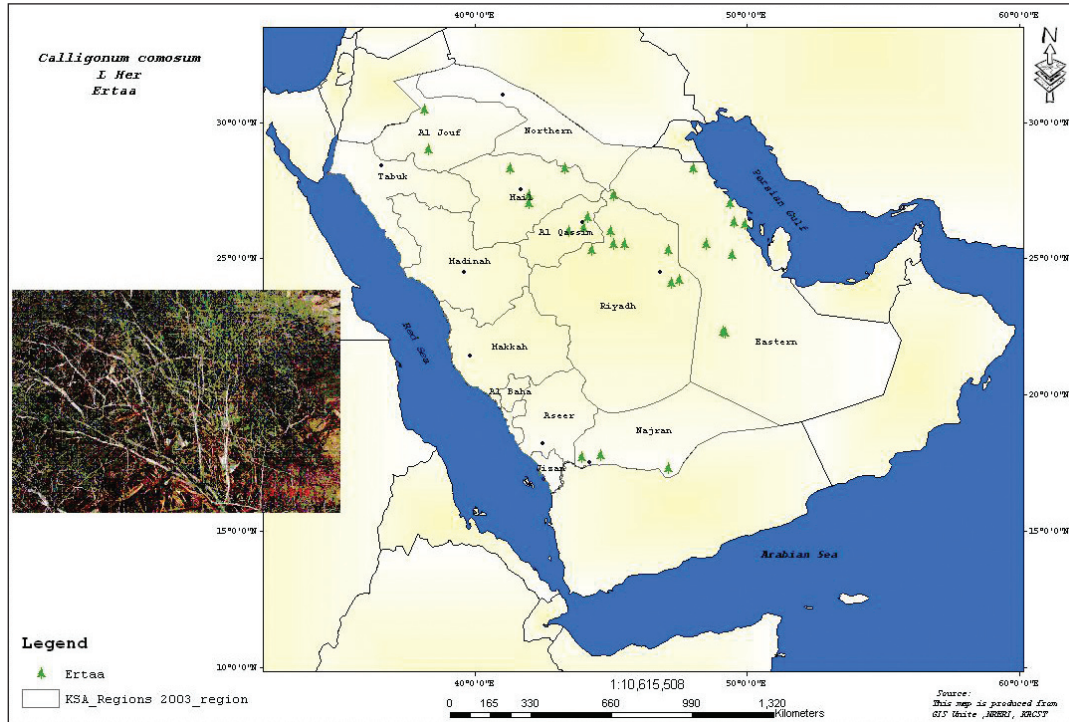 Calligonum comosum
L Her
Ertaa
40°0'0"E
50°0'0"E
60°0'0"E
N
30°0'0"N
30°0'0"N
Al Jouf
Northern
Tabuk
Hail
Persian Gulf
Al Qassim
25°0'0"N
25°0'0"N
Madinah
Riyadh
Eastern
Red Sea
Makkah
Al Baha
20°0'0"N
Aseer
Najran
Jizan
15°0'0"N
15°0'0"N
Arabian Sea
Legend
Ertaa
KSA_Regions 2003_region
10°0'0"N
10°0'0"N
40°0'0"E
1:10,615,508
50°0'0"E
60°0'0"E
0 165 330 660 990 1,320
Kilometers
Source:
This map is produced from
GIS Unite ,NRERI, KACST